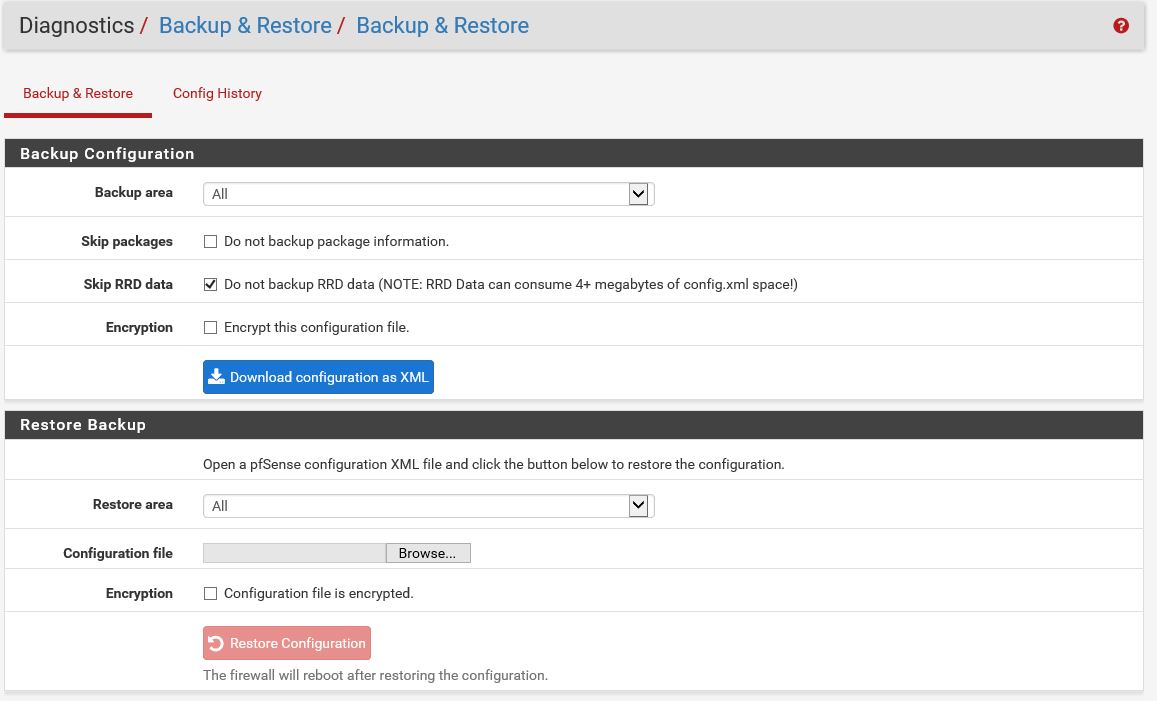 Diagnostics / Backup & Restore / Backup & Restore
Backup & Restore Config History
Backup Configuration
Backup area All
Skip packages Do not backup package information.
Skip RRD data Do not backup RRD data (NOTE: RRD Data can consume 4+ megabytes of config.xml space!)
Encryption Encrypt this configuration file.
Download configuration as XML
Restore Backup
Open a pfSense configuration XML file and click the button below to restore the configuration.
Restore area All
Configuration file Browse...
Encryption Configuration file is encrypted.
Restore Configuration
The firewall will reboot after restoring the configuration.